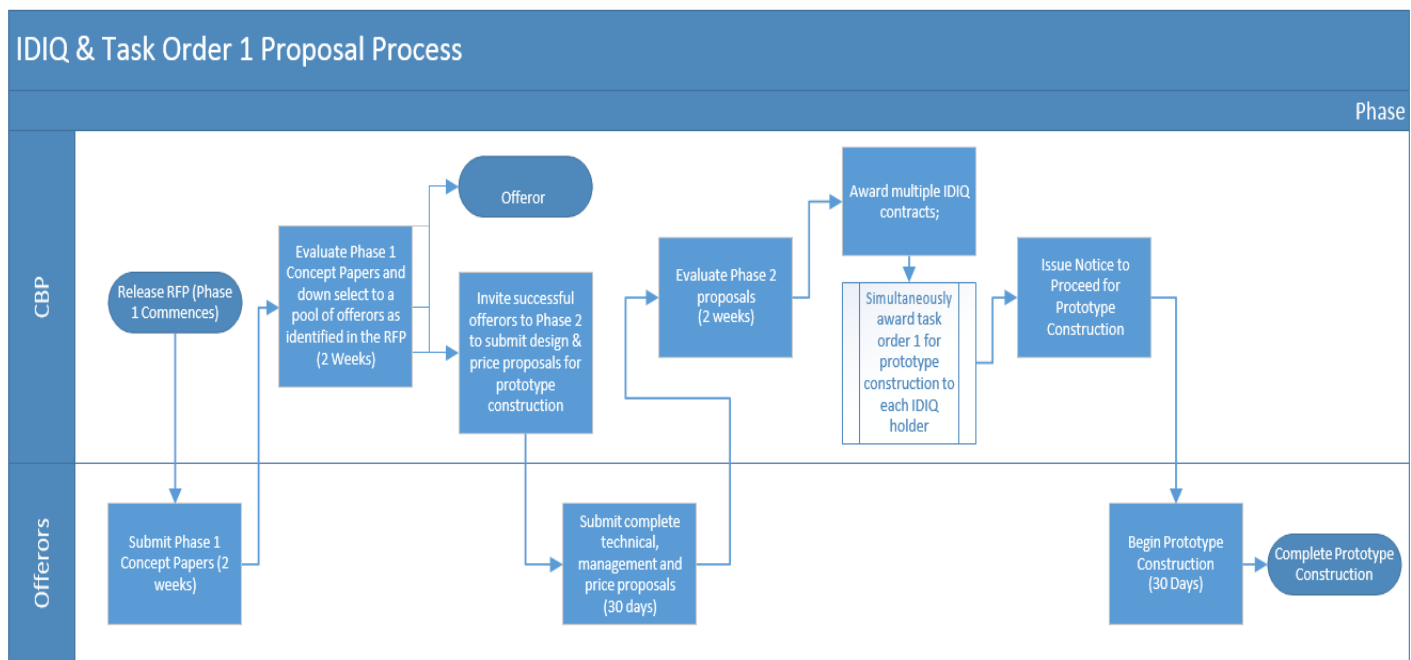 IDIQ & Task Order 1 Proposal Process
Phase
CBP
Release RFP (Phase
1 Commences)
Evaluate Phase 1
Concept Papers and
down select to a
pool of offerors as
identified in the RFP
(2 Weeks)
Offeror
Invite successful
offerors to Phase 2
to submit design &
price proposals for
prototype
construction
Evaluate Phase 2
proposals
(2 weeks)
Award multiple IDIQ
contracts;
Simultaneously
award task
order 1 for
prototype
construction to
each IDIQ
holder
Issue Notice to
Proceed for
Prototype
Construction
Offerors
Submit Phase 1
Concept Papers (2
weeks)
Submit complete
technical,
management and
price proposals
(30 days)
Begin Prototype
Construction
(30 Days)
Complete Prototype
Construction